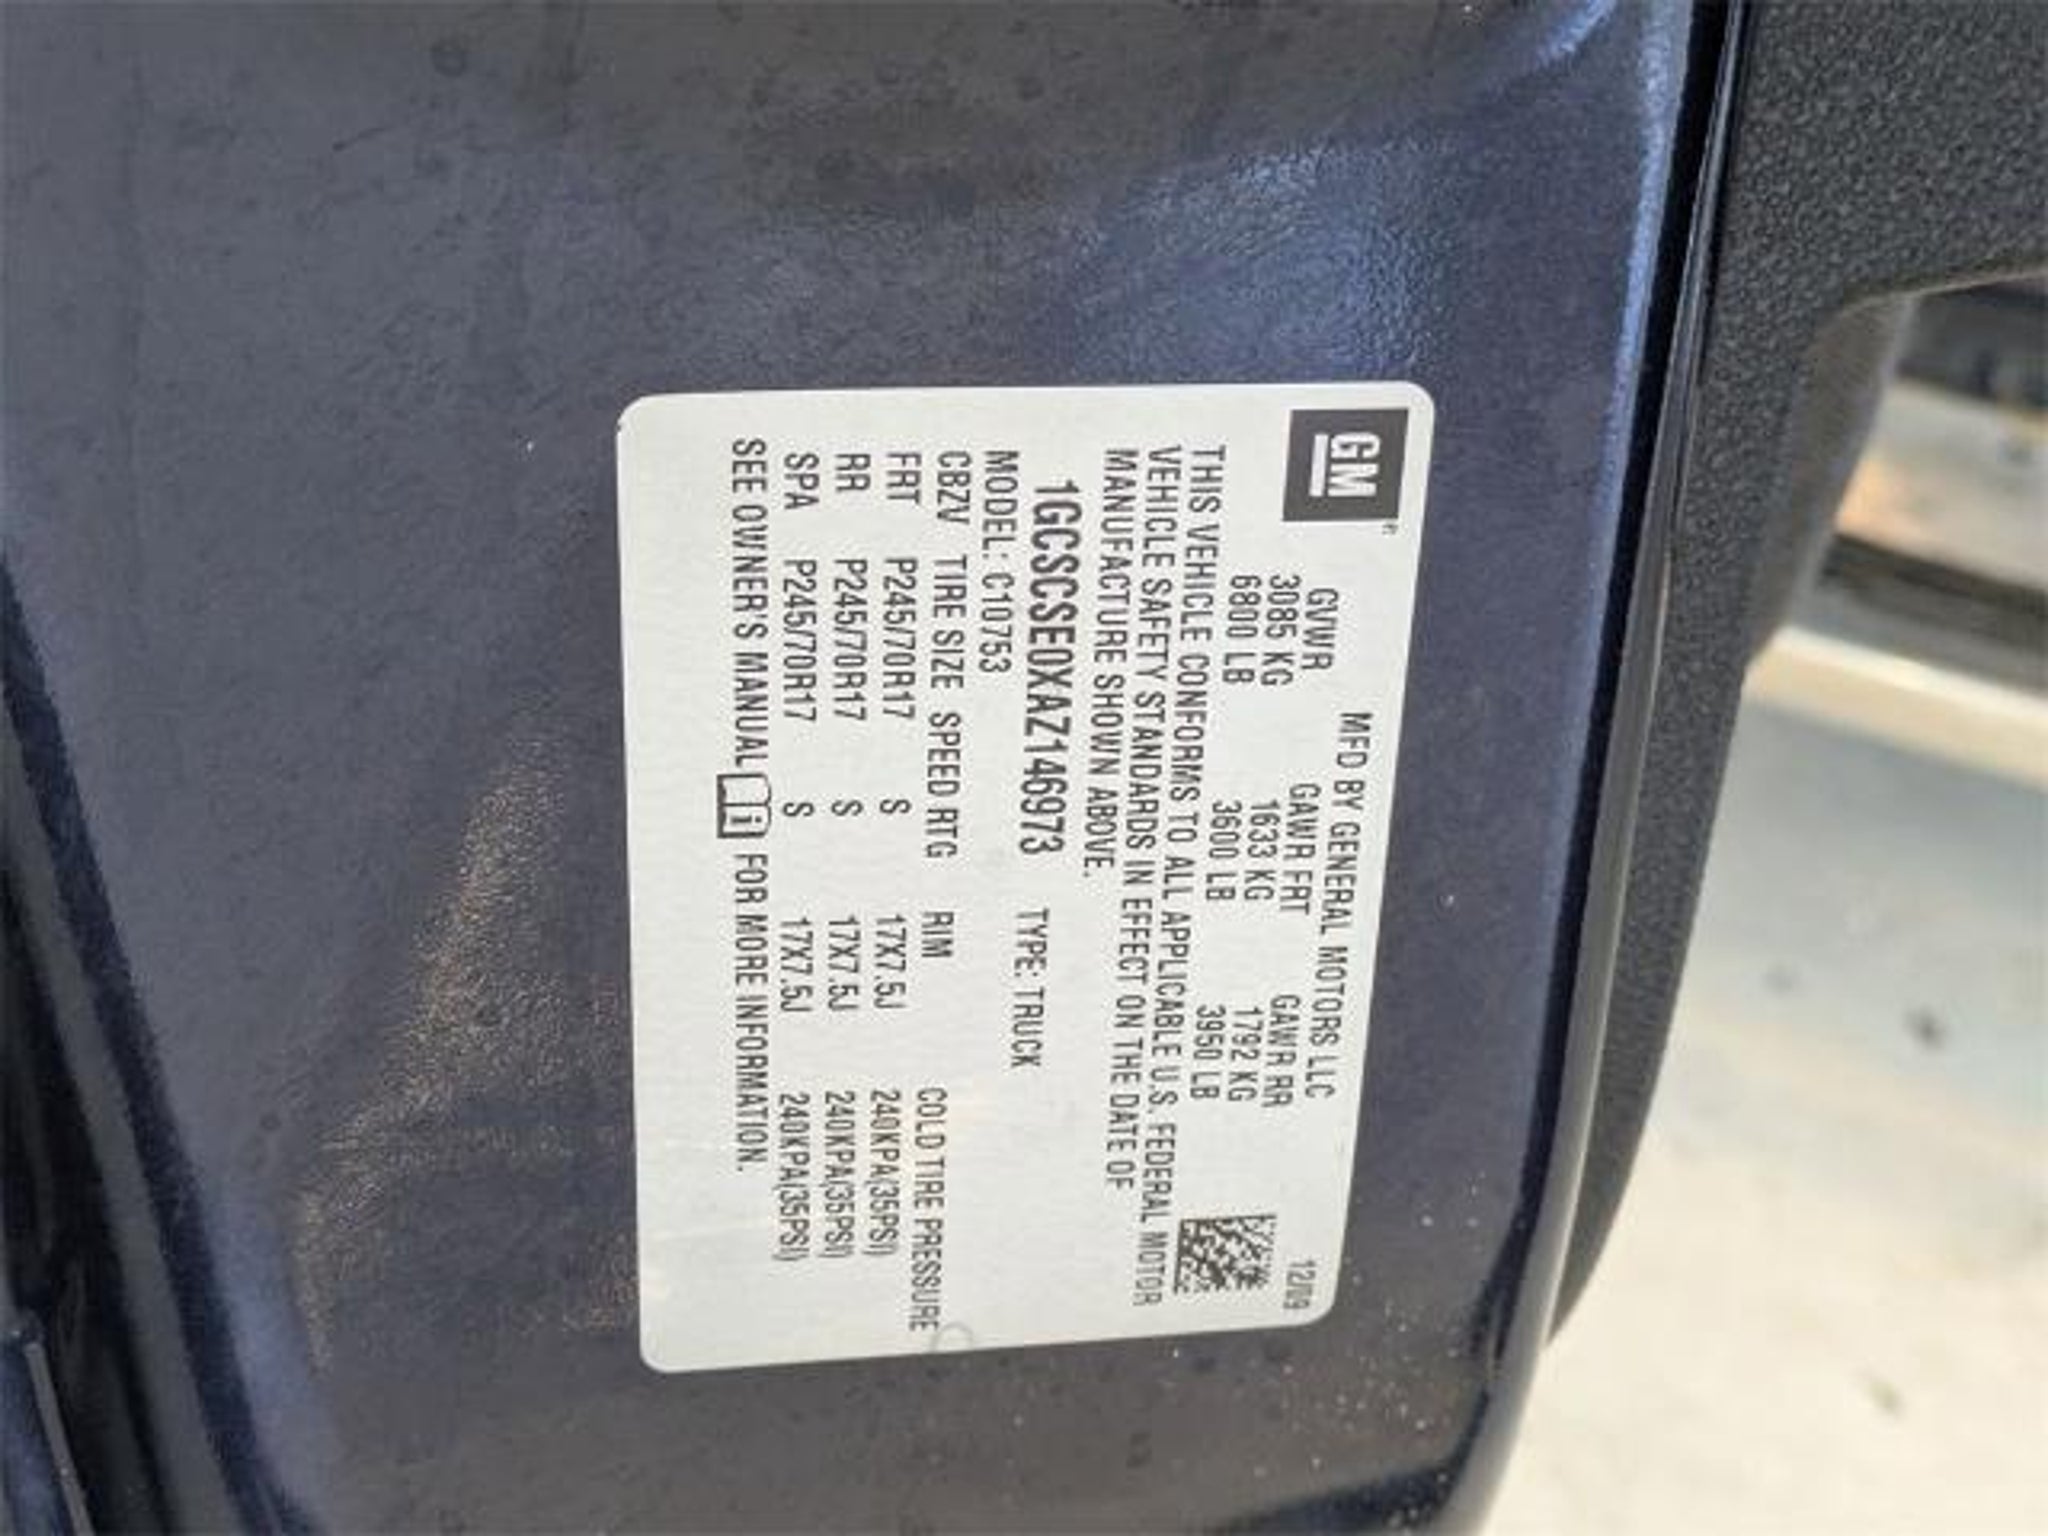 GM
MFD BY GENERAL MOTORS LLC 12/09
GVWR GAWR FRT GAWR RR
3085 KG 1633 KG 1792 KG
6800 LB 3600 LB 3950 LB
THIS VEHICLE CONFORMS TO ALL APPLICABLE U.S. FEDERAL MOTOR
VEHICLE SAFETY STANDARDS IN EFFECT ON THE DATE OF
MANUFACTURE SHOWN ABOVE.
1GCSCSE0XAZ146973 TYPE: TRUCK
MODEL: C10753
CBZV TIRE SIZE SPEED RTG RIM COLD TIRE PRESSURE
FRT P245/70R17 S 17X7.5J 240KPA(35PSI)
RR P245/70R17 S 17X7.5J 240KPA(35PSI)
SPA P245/70R17 S 17X7.5J 240KPA(35PSI)
SEE OWNER'S MANUAL i FOR MORE INFORMATION.